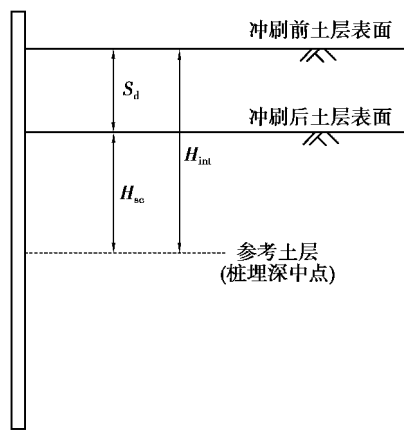 冲刷前土层表面
S_d
冲刷后土层表面
H_int
H_sc
参考土层
(桩埋深中点)